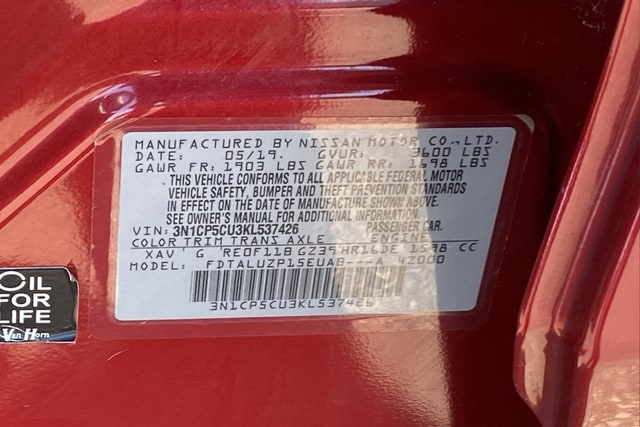 MANUFACTURED BY NISSAN MOTOR CO.,LTD.
DATE: 05/19. GVWR: 3600 LBS
GAWR FR: 1903 LBS GAWR RR: 1698 LBS
THIS VEHICLE CONFORMS TO ALL APPLICABLE FEDERAL MOTOR
VEHICLE SAFETY, BUMPER AND THEFT PREVENTION STANDARDS
IN EFFECT ON THE DATE OF MANUFACTURE SHOWN ABOVE.
SEE OWNER'S MANUAL FOR ADDITIONAL INFORMATION
VIN: 3N1CP5CU3KL537426 PASSENGER CAR.
COLOR TRIM TRANS AXLE ENGINE
XAV G RE0F11B GZ39 HR16DE 1598 CC
MODEL: FDTALUZP15EUAB---A 42000
3N1CP5CU3KL537426
OIL
FOR
LIFE
Van Horn